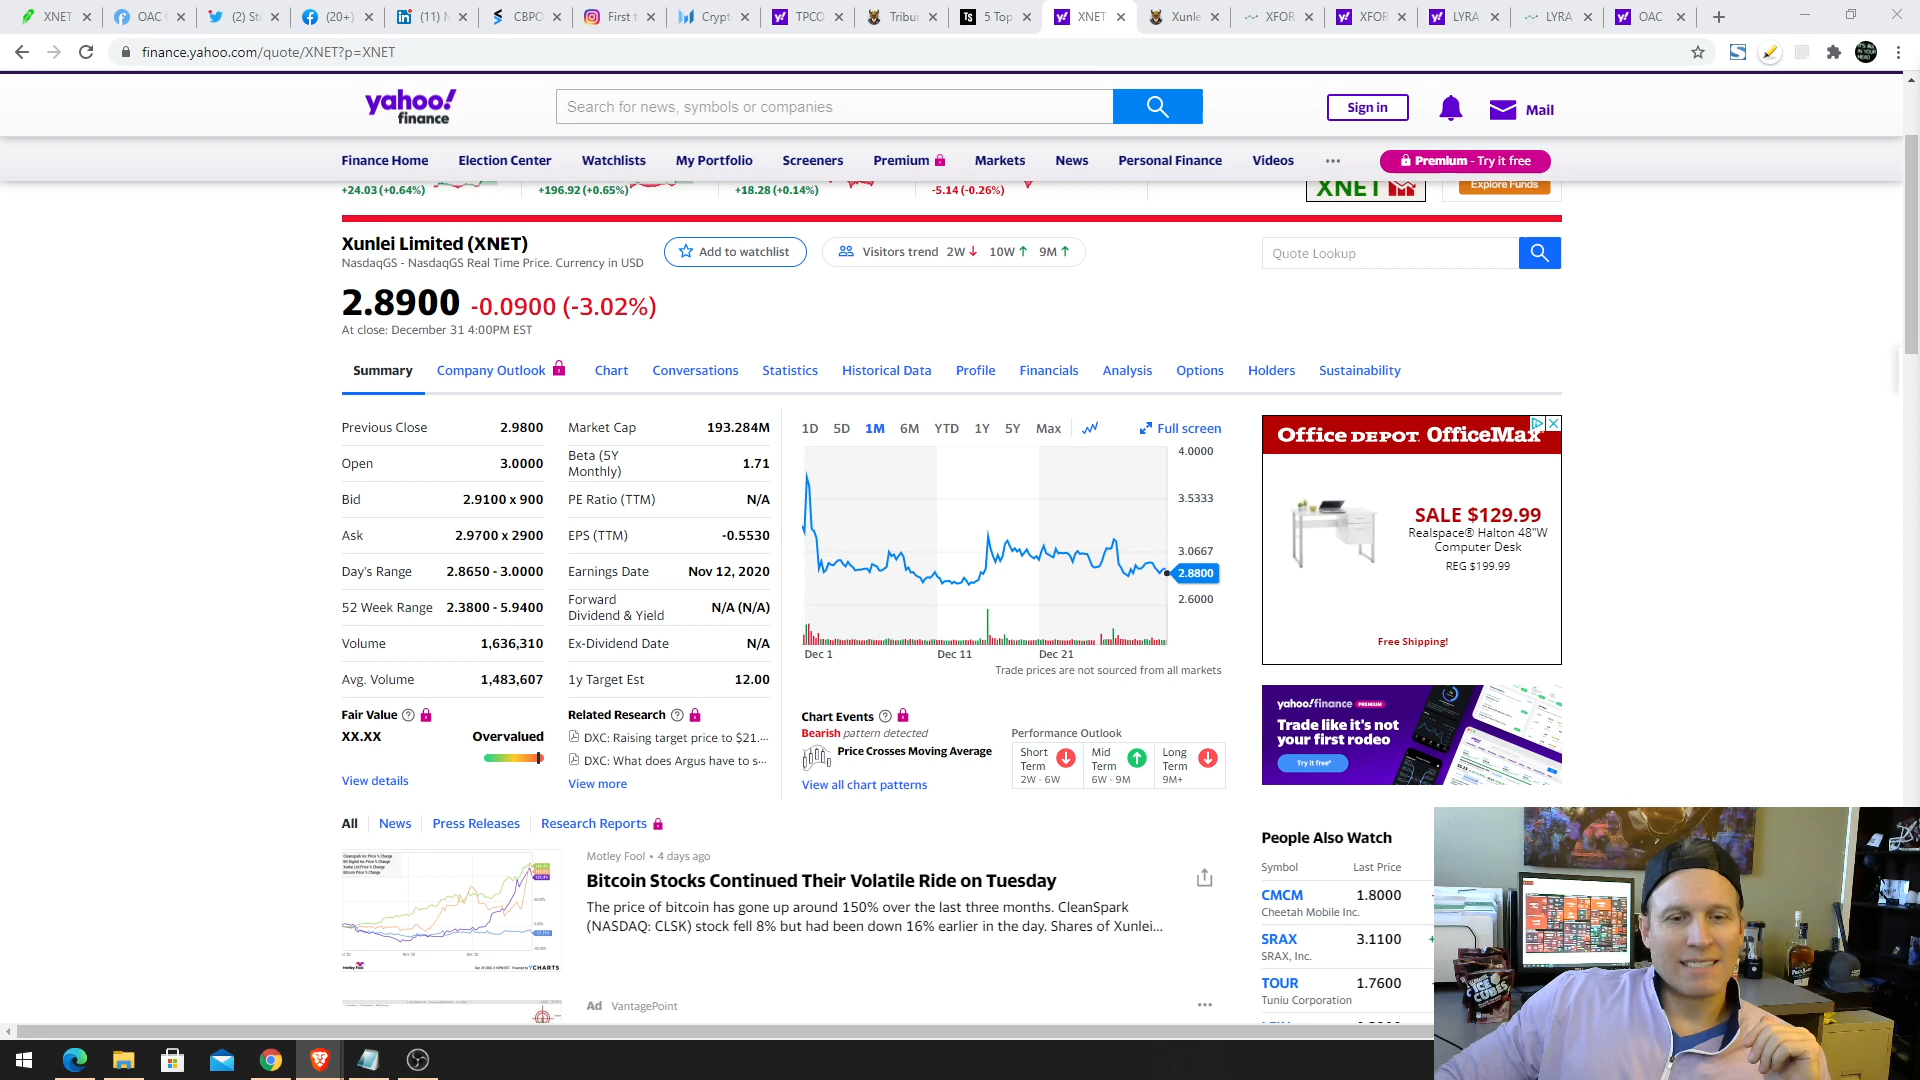 XNET
OAC
(2) St
(20+)
(11) N
CBPO
First t
Crypt
TPCO
Tribur
5 Top
XNET
Xunle
XFOR
XFOR
LYRA
LYRA
OAC
finance.yahoo.com/quote/XNET?p=XNET
yahoo!
finance
Search for news, symbols or companies
Sign in
Mail
Finance Home Election Center Watchlists My Portfolio Screeners Premium Markets News Personal Finance Videos ··· Premium - Try it free
+24.03 (+0.64%) +196.92 (+0.65%) +18.28 (+0.14%) -5.14 (-0.26%)
XNET
Explore Funds
Xunlei Limited (XNET)
NasdaqGS - NasdaqGS Real Time Price. Currency in USD
Add to watchlist
Visitors trend 2W↓ 10W↑ 9M↑
Quote Lookup
2.8900 -0.0900 (-3.02%)
At close: December 31 4:00PM EST
Summary Company Outlook Chart Conversations Statistics Historical Data Profile Financials Analysis Options Holders Sustainability
Previous Close 2.9800
Open 3.0000
Bid 2.9100 x 900
Ask 2.9700 x 2900
Day's Range 2.8650 - 3.0000
52 Week Range 2.3800 - 5.9400
Volume 1,636,310
Avg. Volume 1,483,607
Market Cap 193.284M
Beta (5Y
Monthly) 1.71
PE Ratio (TTM) N/A
EPS (TTM) -0.5530
Earnings Date Nov 12, 2020
Forward
Dividend & Yield N/A (N/A)
Ex-Dividend Date N/A
1y Target Est 12.00
Fair Value
XX.XX Overvalued
View details
Related Research
DXC: Raising target price to $21....
DXC: What does Argus have to s...
View more
1D 5D 1M 6M YTD 1Y 5Y Max Full screen
4.0000
3.5333
3.0667
2.8800
2.6000
Dec 1 Dec 11 Dec 21
Trade prices are not sourced from all markets
Chart Events
Bearish pattern detected
Price Crosses Moving Average
View all chart patterns
Performance Outlook
Short
Term
2W - 6W
Mid
Term
6W - 9M
Long
Term
9M+
Office DEPOT. OfficeMax
SALE $129.99
Realspace® Halton 48"W
Computer Desk
REG $199.99
Free Shipping!
yahoo!finance PREMIUM
Trade like it's not
your first rodeo
Try it free*
All News Press Releases Research Reports
Motley Fool • 4 days ago
Bitcoin Stocks Continued Their Volatile Ride on Tuesday
The price of bitcoin has gone up around 150% over the last three months. CleanSpark
(NASDAQ: CLSK) stock fell 8% but had been down 16% earlier in the day. Shares of Xunlei...
YCHARTS
Ad VantagePoint
People Also Watch
Symbol Last Price
CMCM 1.8000
Cheetah Mobile Inc.
SRAX 3.1100
SRAX, Inc.
TOUR 1.7600
Tuniu Corporation
ICE
CUBES